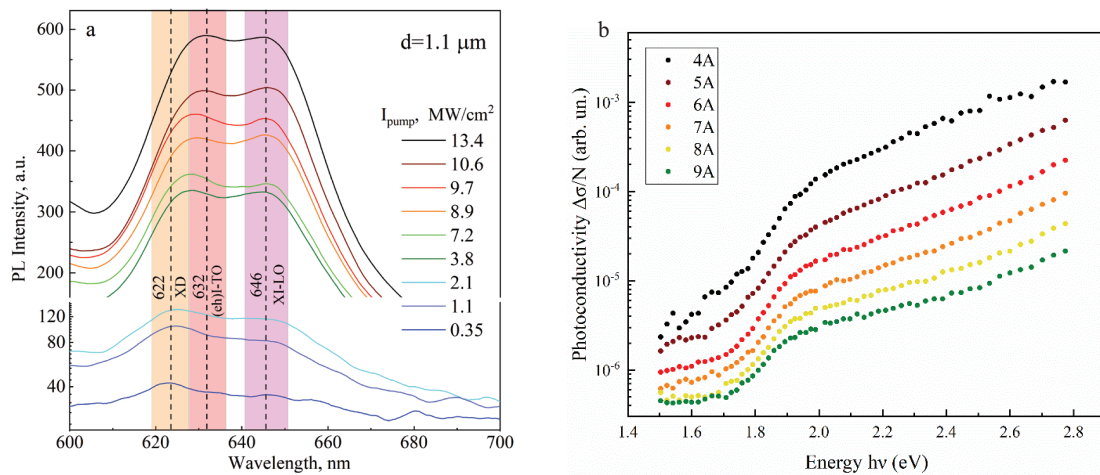 a
d=1.1 μm
PL Intensity, a.u.
600
500
400
300
200
120
80
40
I_pump, MW/cm²
13.4
10.6
9.7
8.9
7.2
3.8
2.1
1.1
0.35
622
XD
632
(eh)I-TO
646
XI-LO
600 620 640 660 680 700
Wavelength, nm
b
4A
5A
6A
7A
8A
9A
Photoconductivity Δσ/N (arb. un.)
10⁻³
10⁻⁴
10⁻⁵
10⁻⁶
1.4 1.6 1.8 2.0 2.2 2.4 2.6 2.8
Energy hν (eV)